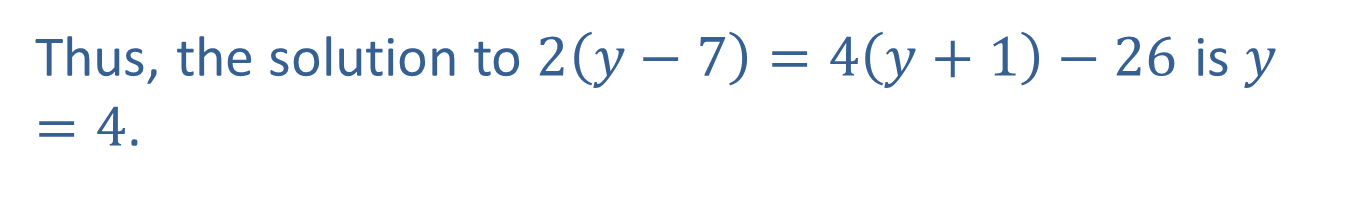 Thus, the solution to 2(y − 7) = 4(y + 1) − 26 is y
= 4.